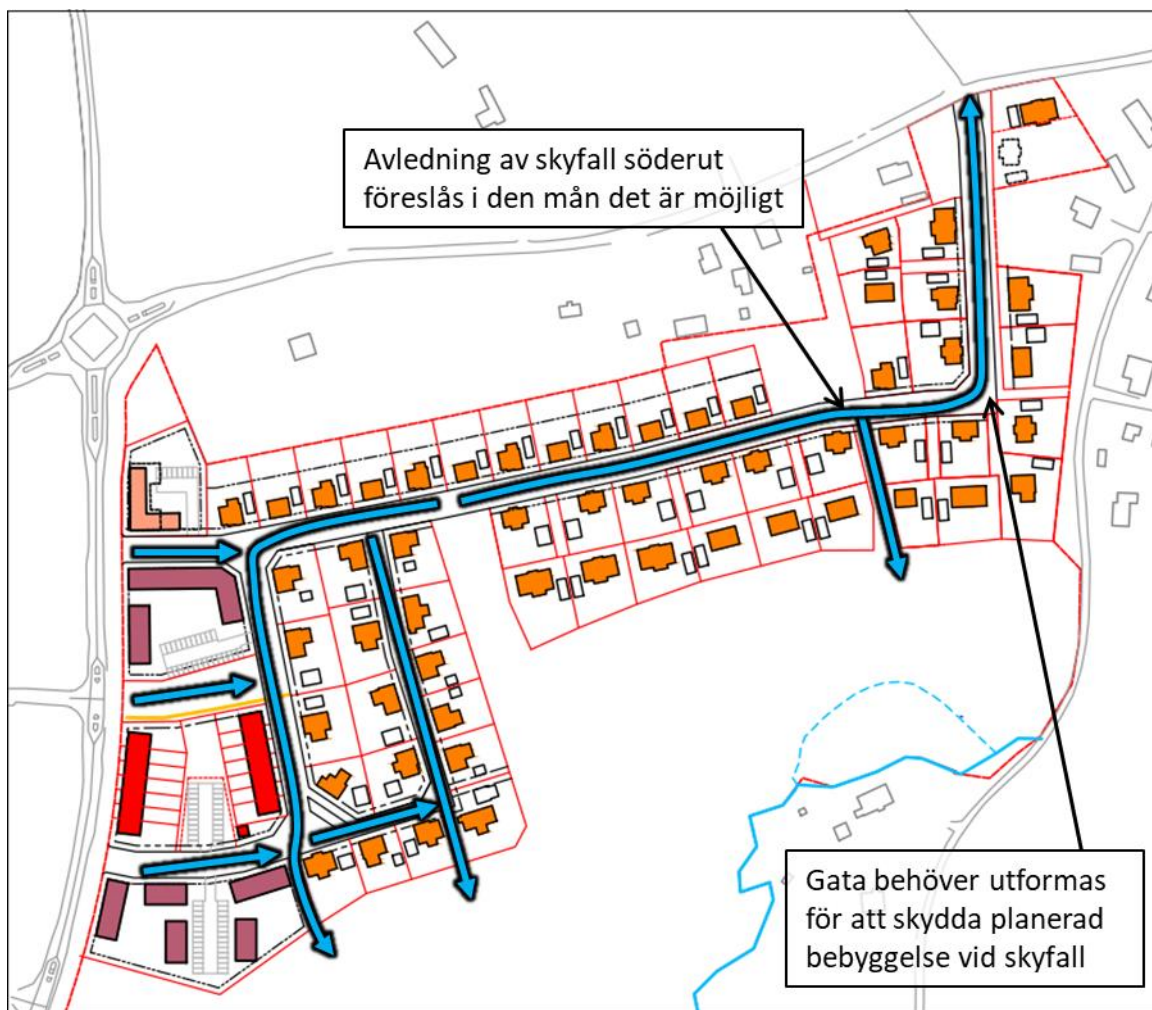 Avledning av skyfall söderut
föreslås i den mån det är möjligt
Gata behöver utformas
för att skydda planerad
bebyggelse vid skyfall